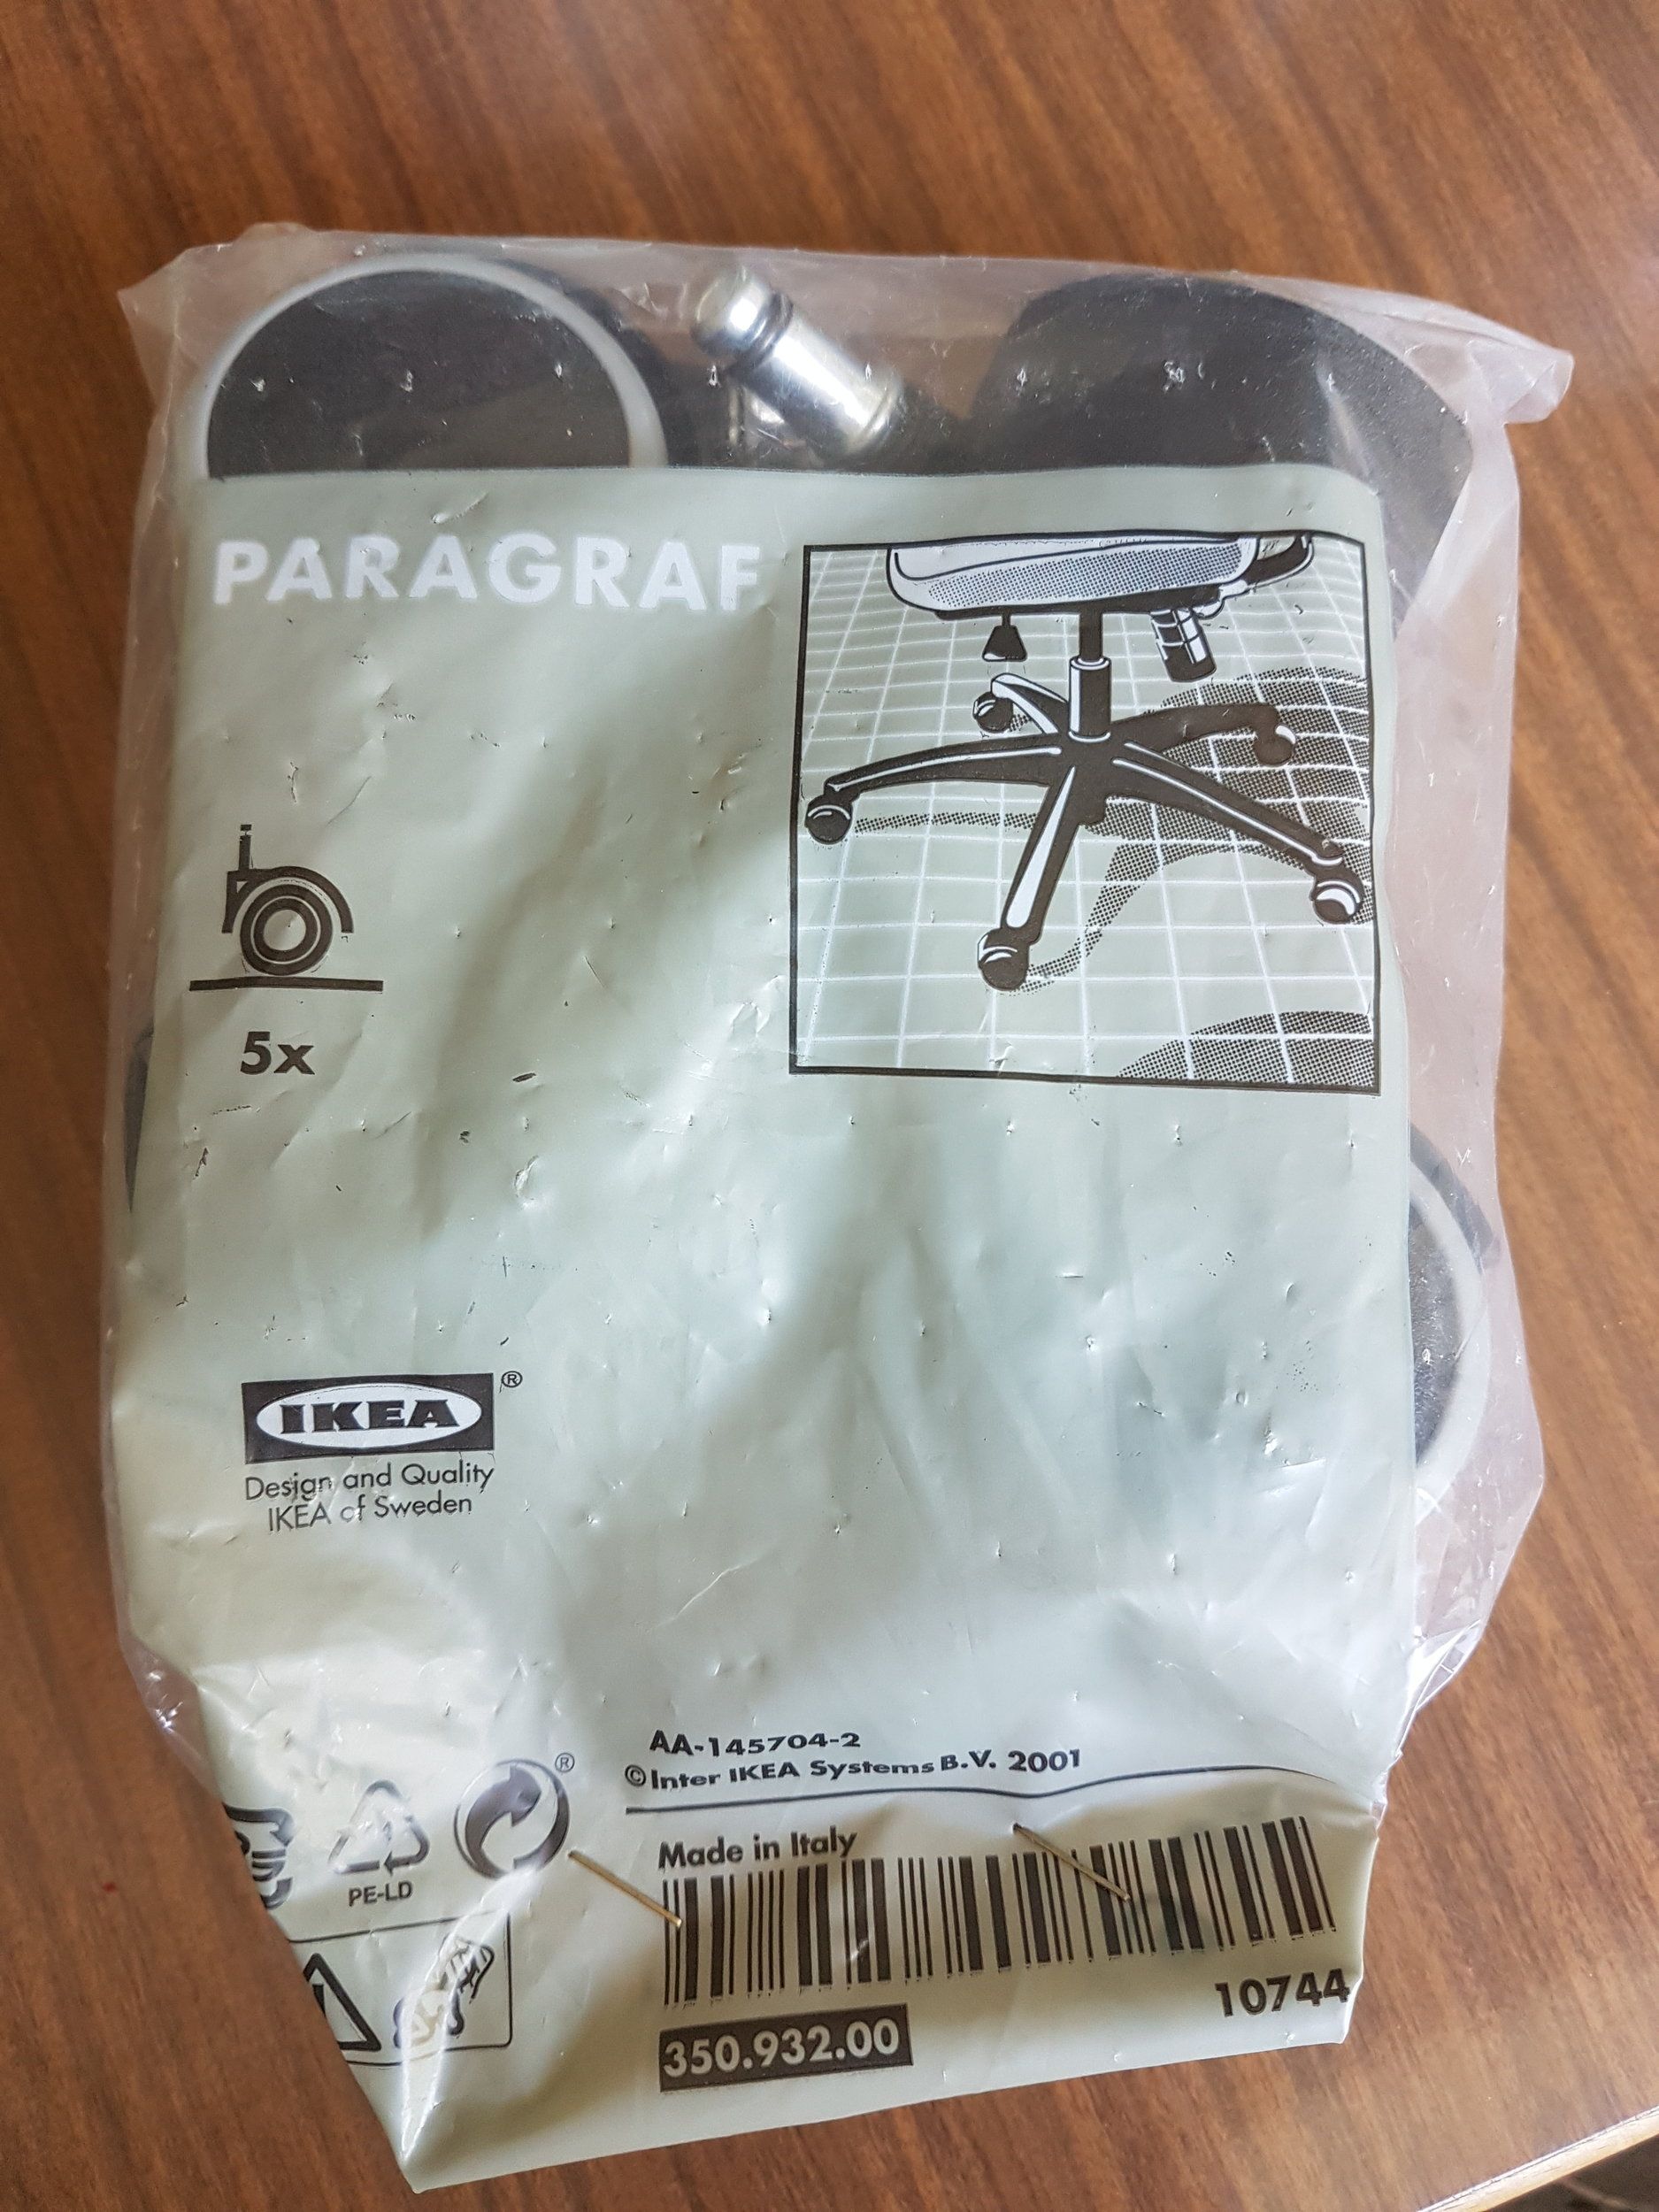 PARAGRAF
5x
IKEA®
Design and Quality
IKEA of Sweden
AA-145704-2
©Inter IKEA Systems B.V. 2001
®
Made in Italy
PE-LD
10744
350.932.00